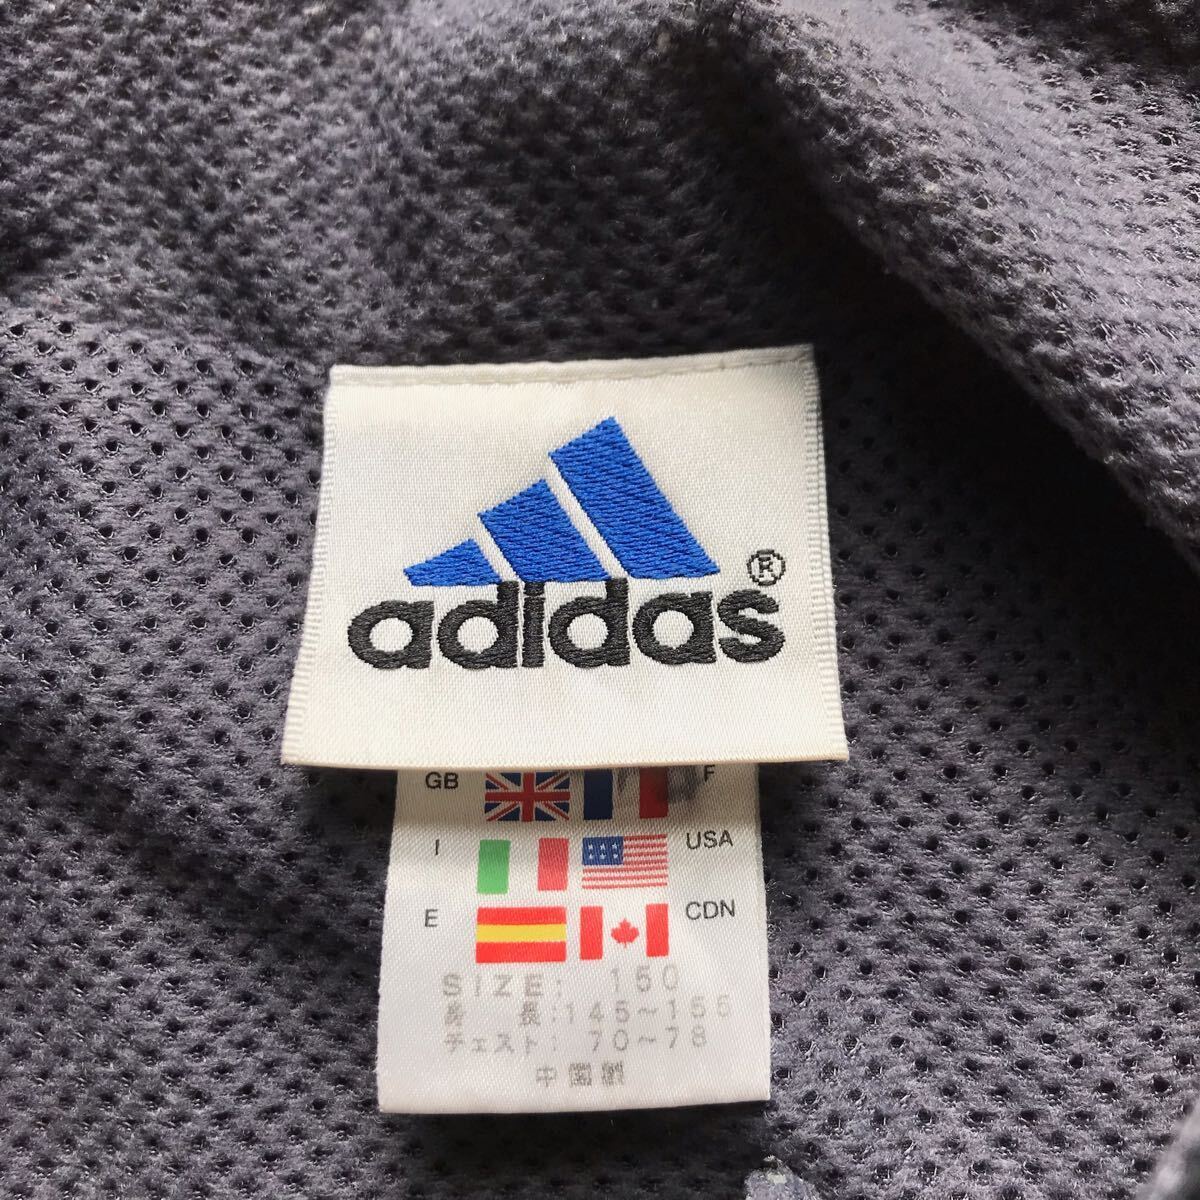 adidas®
GB F
I USA
E CDN
SIZE: 150
身 長:145~155
チェスト: 70~78
中国製